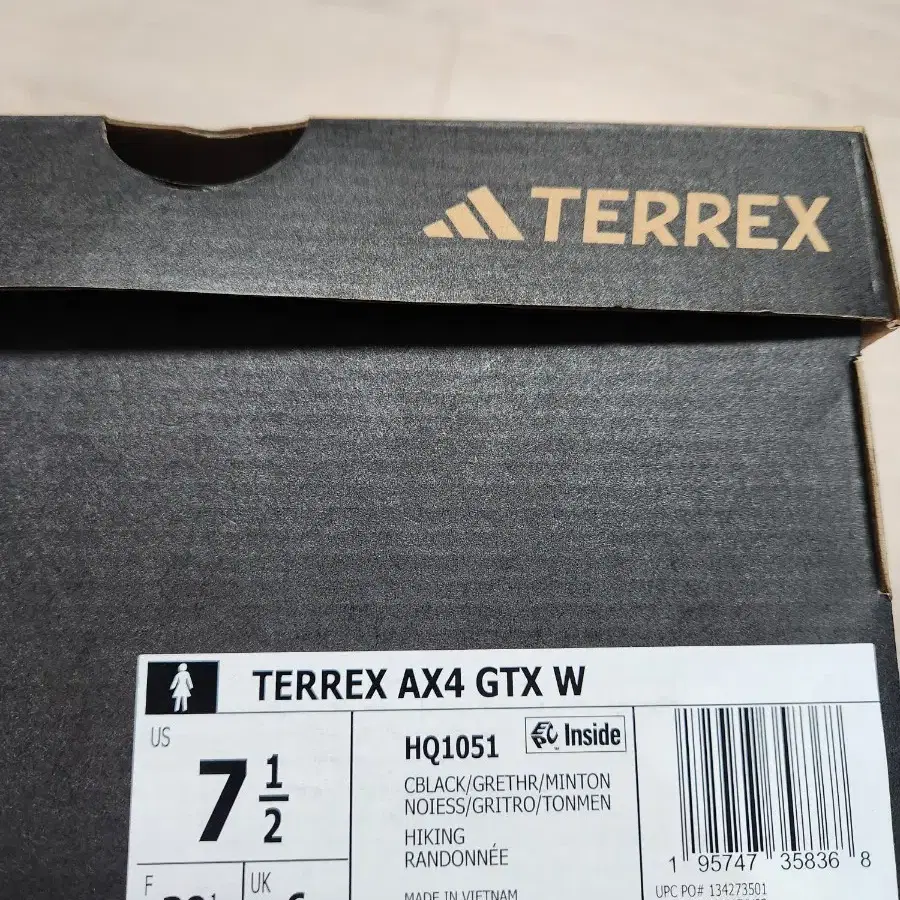 TERREX
TERREX AX4 GTX W
US
7 1/2
HQ1051
EPC Inside
CBLACK/GRETHR/MINTON
NOIESS/GRITRO/TONMEN
HIKING
RANDONNÉE
MADE IN VIETNAM
1 95747 35836 8
UPC PO# 134273501
F
UK